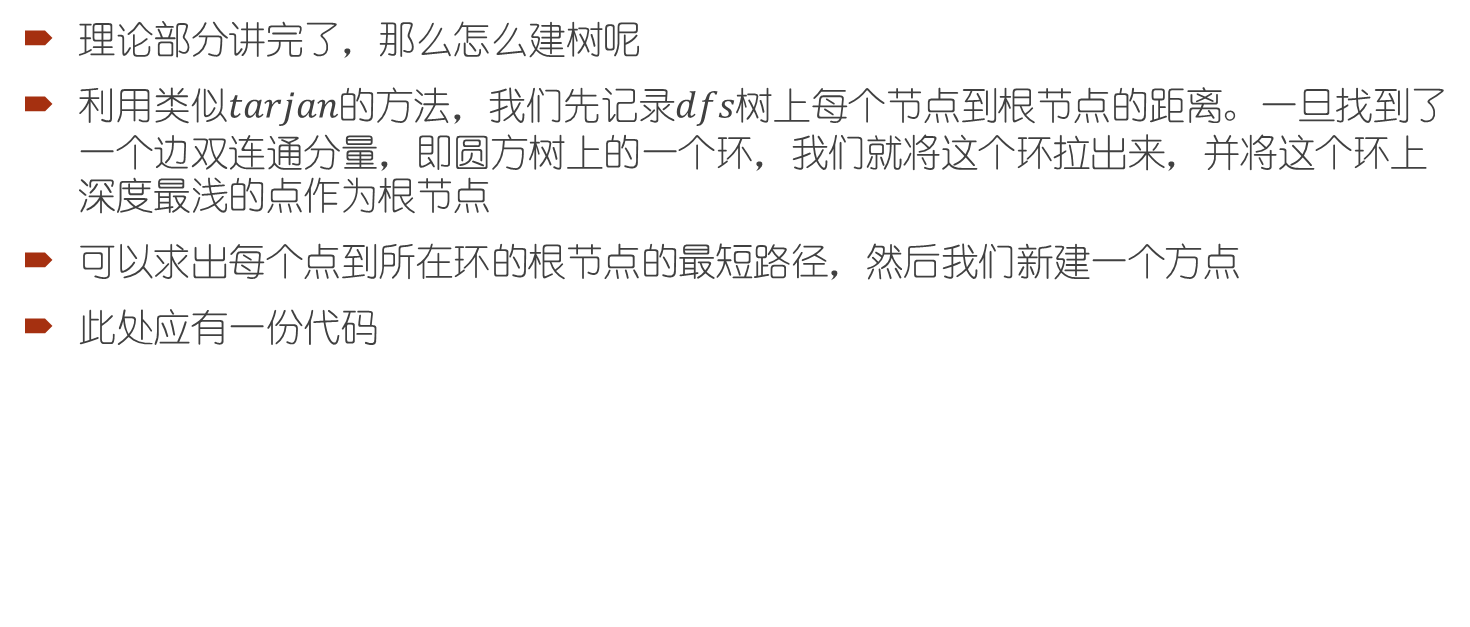 理论部分讲完了，那么怎么建树呢
利用类似tarjan的方法，我们先记录dfs树上每个节点到根节点的距离。一旦找到了
一个边双连通分量，即圆方树上的一个环，我们就将这个环拉出来，并将这个环上
深度最浅的点作为根节点
可以求出每个点到所在环的根节点的最短路径，然后我们新建一个方点
此处应有一份代码